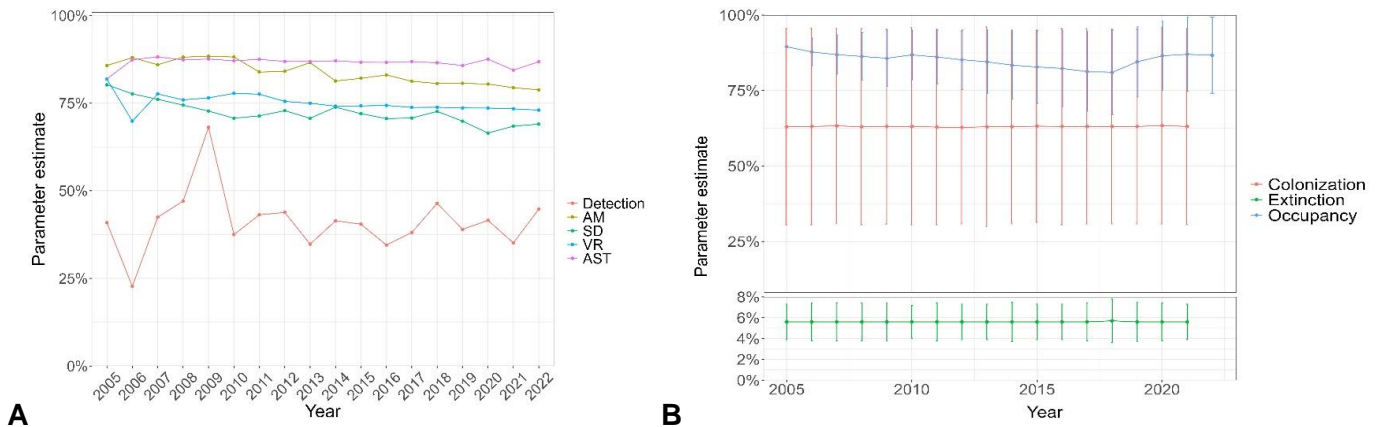 100%
75%
50%
25%
0%
Parameter estimate
2005 2006 2007 2008 2009 2010 2011 2012 2013 2014 2015 2016 2017 2018 2019 2020 2021 2022
Year
Detection
AM
SD
VR
AST
A
100%
75%
50%
25%
8%
6%
4%
2%
0%
Parameter estimate
2005 2010 2015 2020
Year
Colonization
Extinction
Occupancy
B